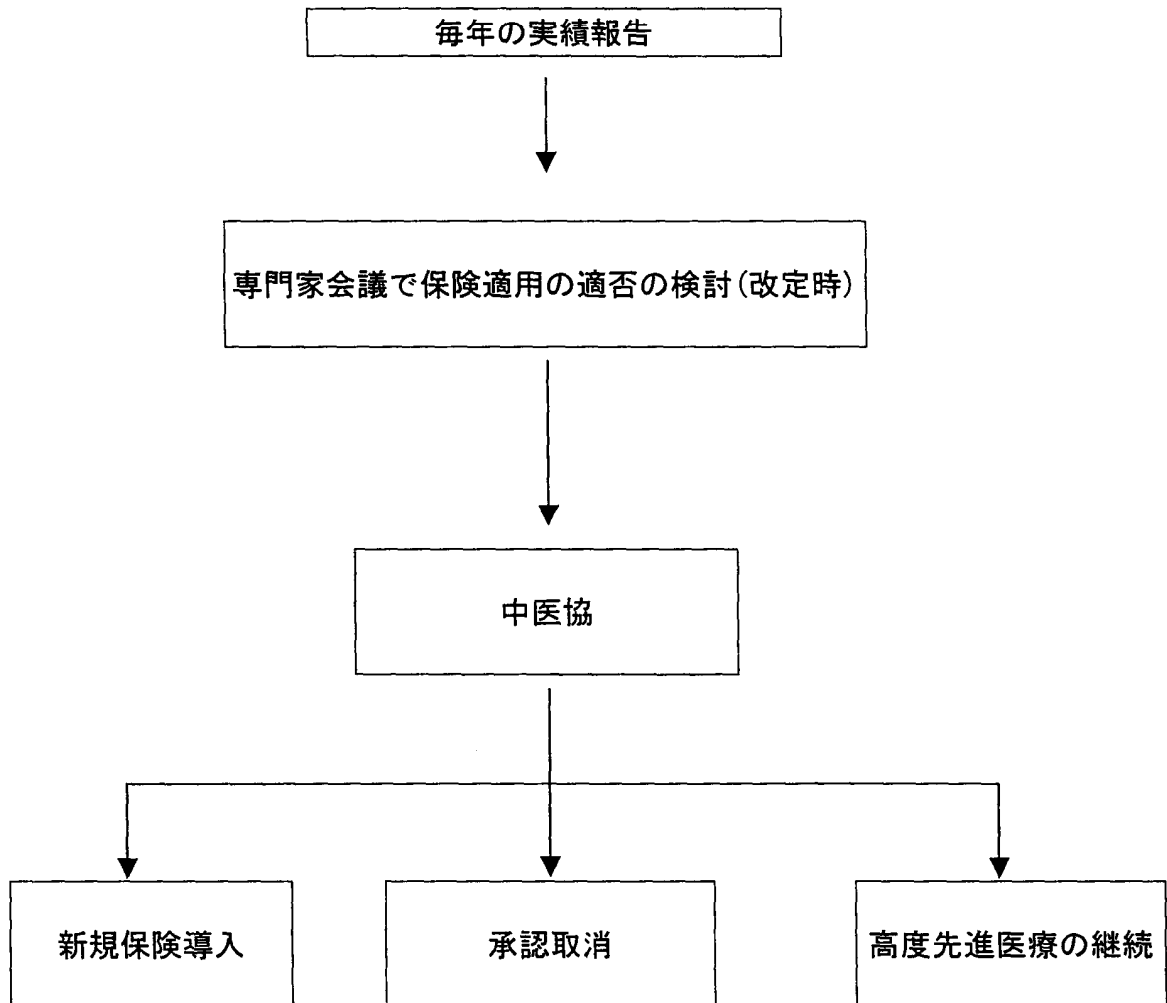 毎年の実績報告
専門家会議で保険適用の適否の検討(改定時)
中医協
新規保険導入
承認取消
高度先進医療の継続